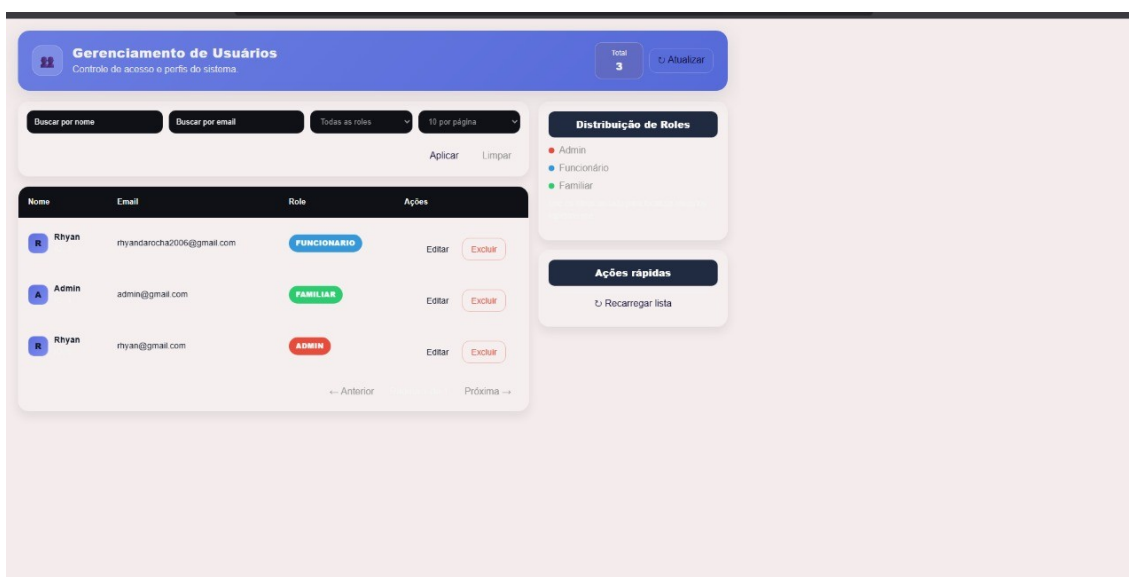 Gerenciamento de Usuários
Controle de acesso e perfis do sistema
Total
3
↻ Atualizar
Buscar por nome
Buscar por email
Todas as roles
10 por página
Aplicar
Limpar
Nome Email Role Ações
R Rhyan rhyandarocha2006@gmail.com FUNCIONARIO Editar Excluir
A Admin admin@gmail.com FAMILIAR Editar Excluir
R Rhyan rhyan@gmail.com ADMIN Editar Excluir
← Anterior
Próxima →
Distribuição de Roles
Admin
Funcionário
Familiar
Ações rápidas
↻ Recarregar lista